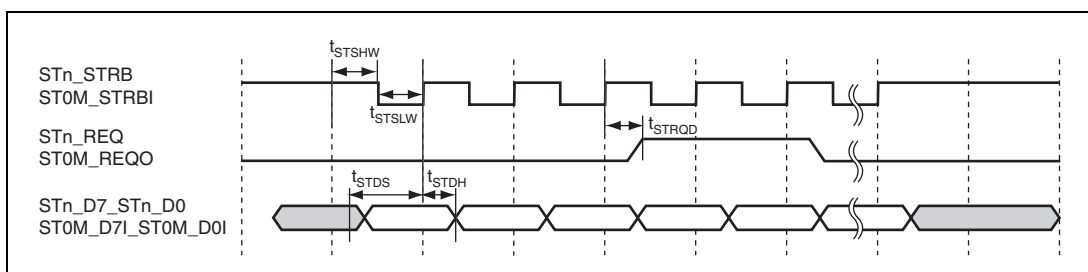 tSTSHW
STn_STRB
ST0M_STRBI
tSTSLW
STn_REQ
ST0M_REQO
tSTRQD
tSTDS
tSTDH
STn_D7_STn_D0
ST0M_D7I_ST0M_D0I